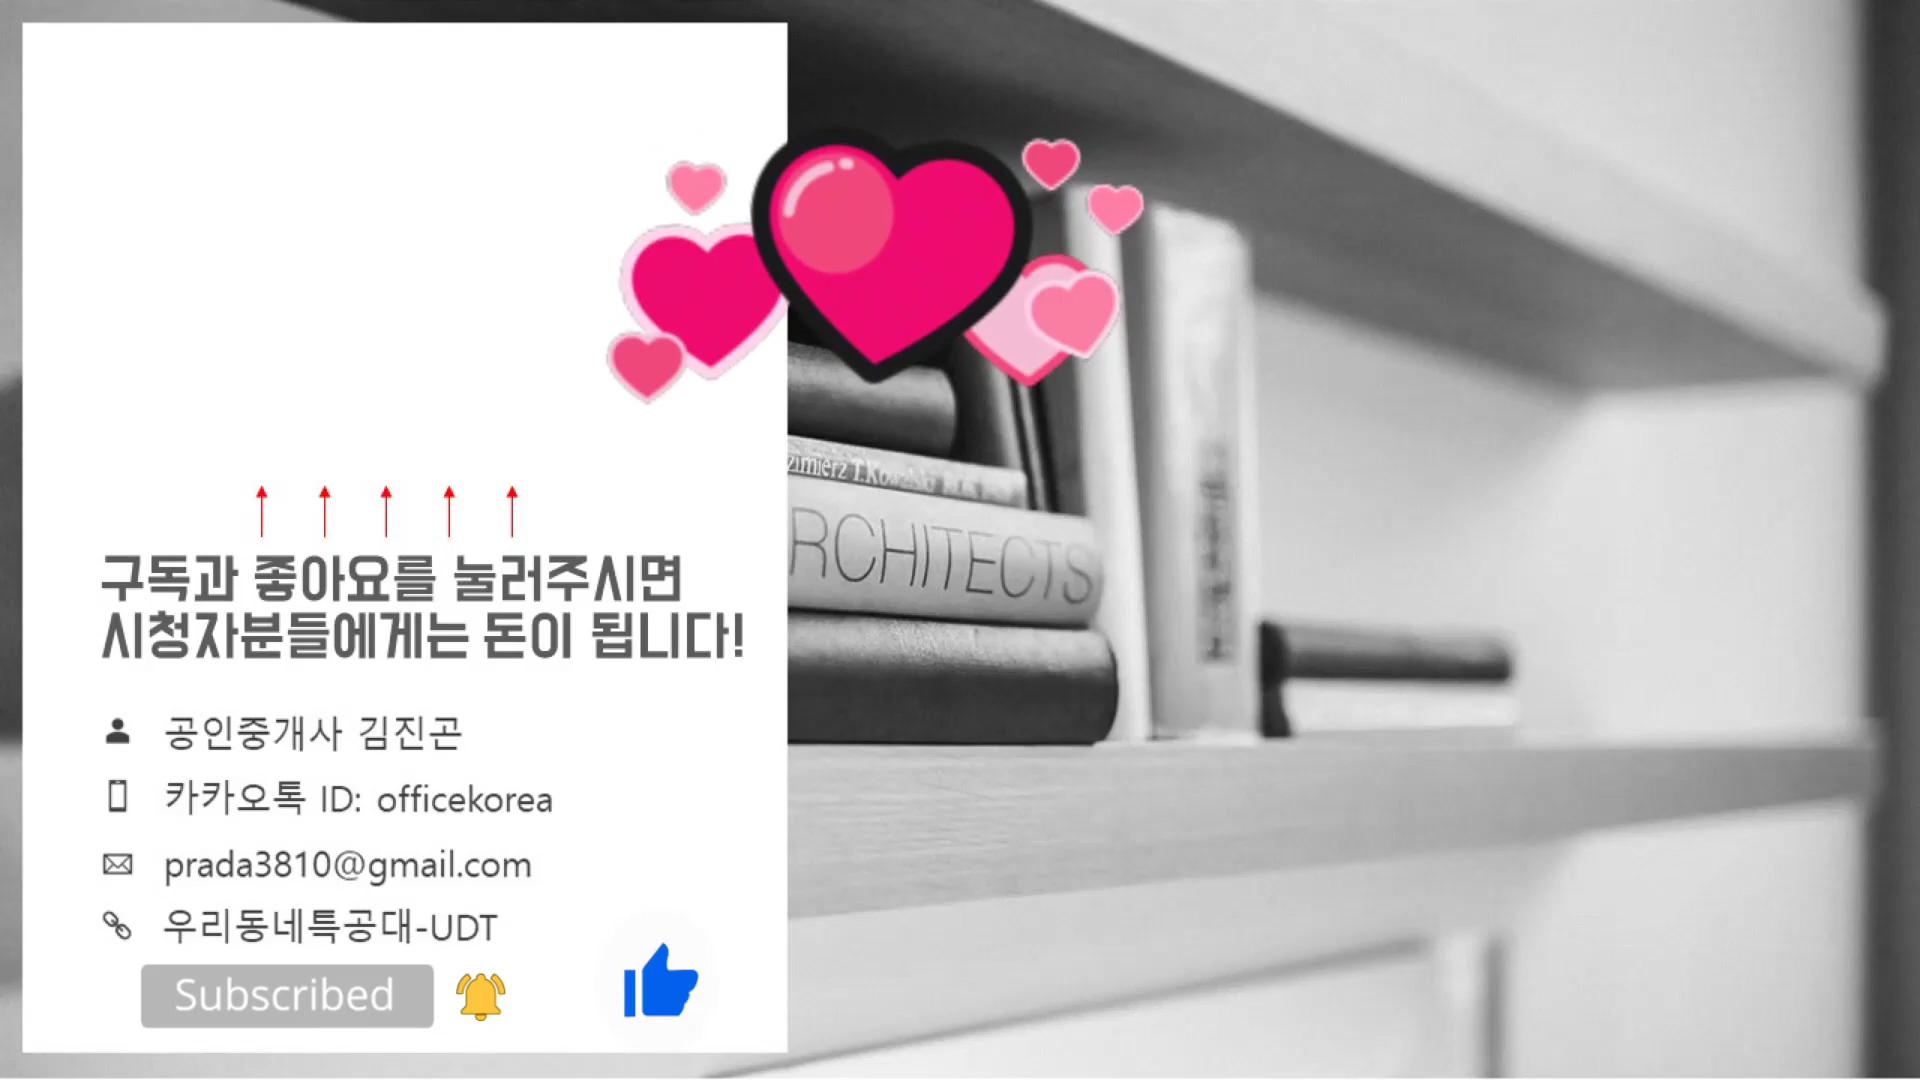 구독과 좋아요를 눌러주시면
시청자분들에게는 돈이 됩니다!
공인중개사 김진곤
카카오톡 ID: officekorea
prada3810@gmail.com
우리동네특공대-UDT
Subscribed
zimierz T.Kowalski
RCHITECTS